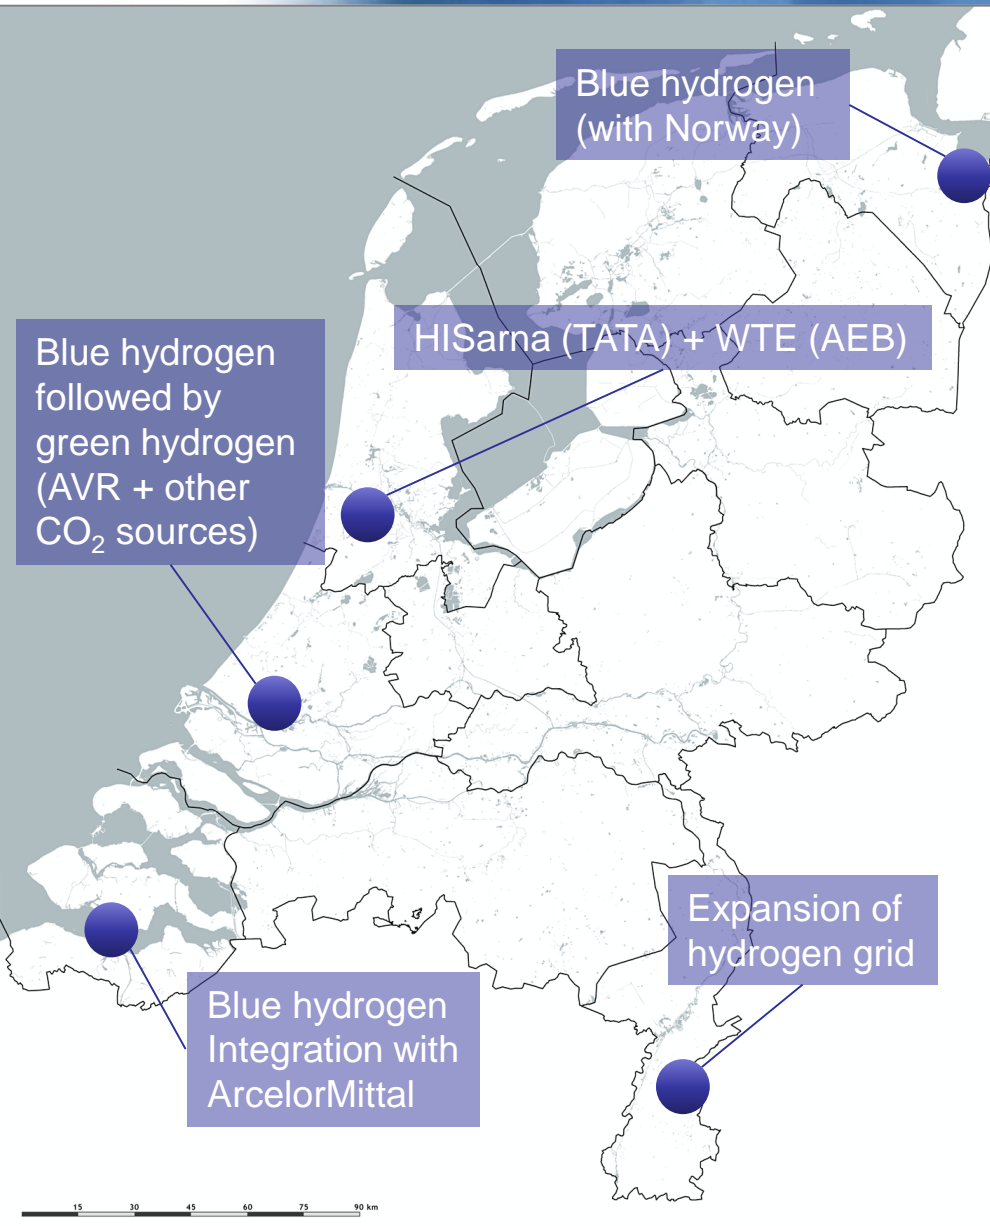 Blue hydrogen
(with Norway)
HISarna (TATA) + WTE (AEB)
Blue hydrogen
followed by
green hydrogen
(AVR + other
CO₂ sources)
Expansion of
hydrogen grid
Blue hydrogen
Integration with
ArcelorMittal
15 30 45 60 75 90 km